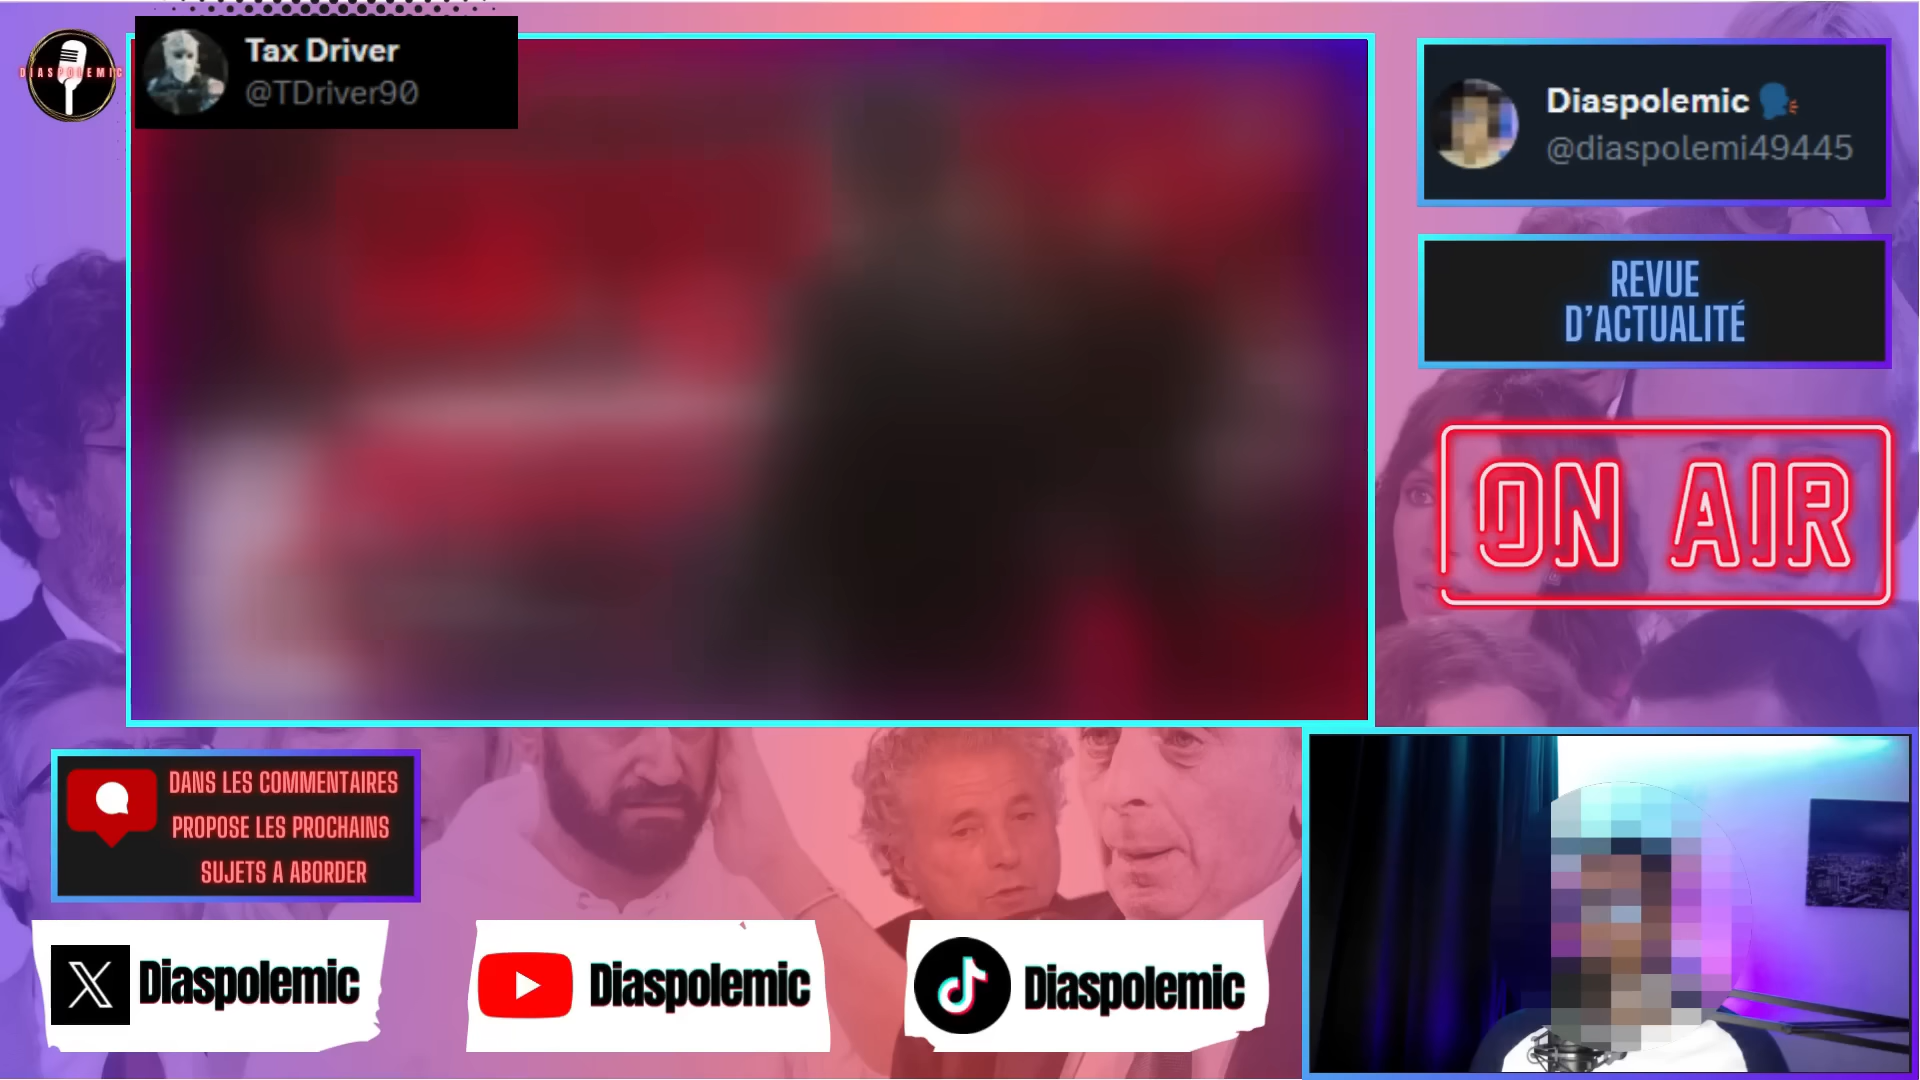 DIASPOLEMIC
Tax Driver
@TDriver90
Diaspolemic
@diaspolemi49445
REVUE
D'ACTUALITÉ
ON AIR
DANS LES COMMENTAIRES
PROPOSE LES PROCHAINS
SUJETS A ABORDER
Diaspolemic
Diaspolemic
Diaspolemic